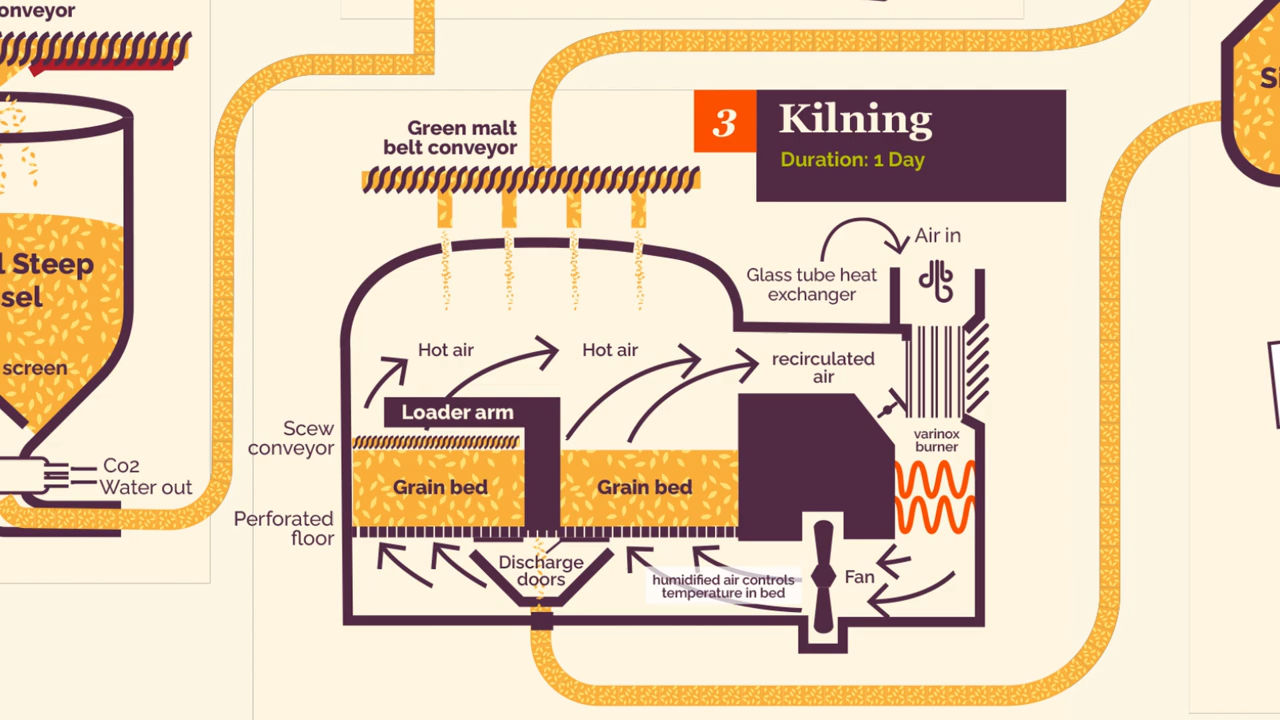 onveyor
Green malt
belt conveyor
3
Kilning
Duration: 1 Day
Air in
Glass tube heat
exchanger
Steep
sel
screen
Hot air
Hot air
recirculated
air
Loader arm
Scew
conveyor
varinox
burner
Co2
Water out
Grain bed
Grain bed
Perforated
floor
Discharge
doors
humidified air controls
temperature in bed
Fan
Si